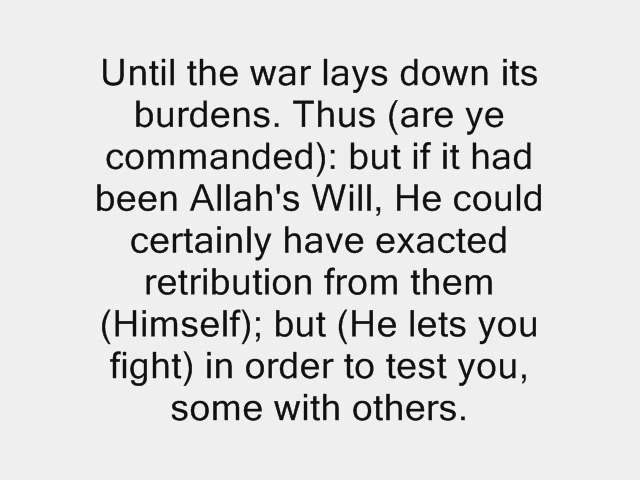 Until the war lays down its
burdens. Thus (are ye
commanded): but if it had
been Allah's Will, He could
certainly have exacted
retribution from them
(Himself); but (He lets you
fight) in order to test you,
some with others.